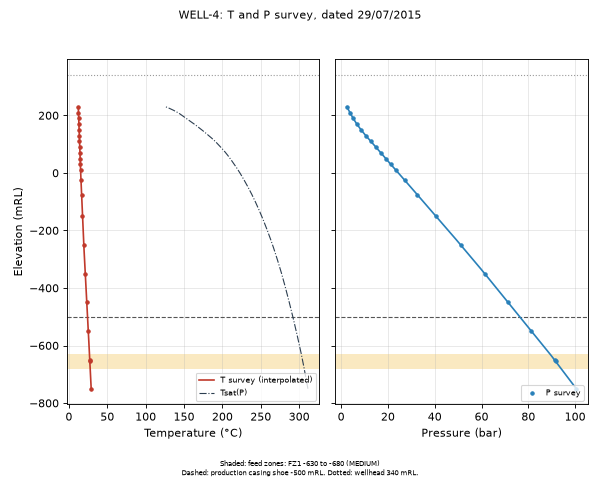 WELL-4: T and P survey, dated 29/07/2015
Elevation (mRL)
200
0
−200
−400
−600
−800
T survey (interpolated)
Tsat(P)
0 50 100 150 200 250 300
Temperature (°C)
P survey
0 20 40 60 80 100
Pressure (bar)
Shaded: feed zones: FZ1 -630 to -680 (MEDIUM)
Dashed: production casing shoe -500 mRL. Dotted: wellhead 340 mRL.